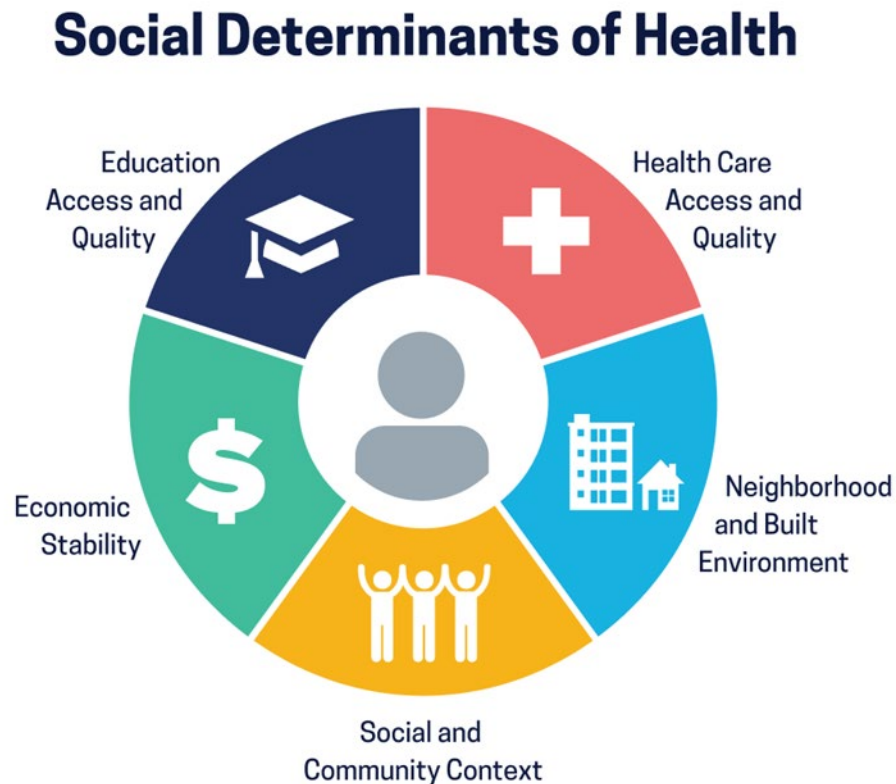 Social Determinants of Health
Education
Access and
Quality
Health Care
Access and
Quality
$
Economic
Stability
Neighborhood
and Built
Environment
Social and
Community Context